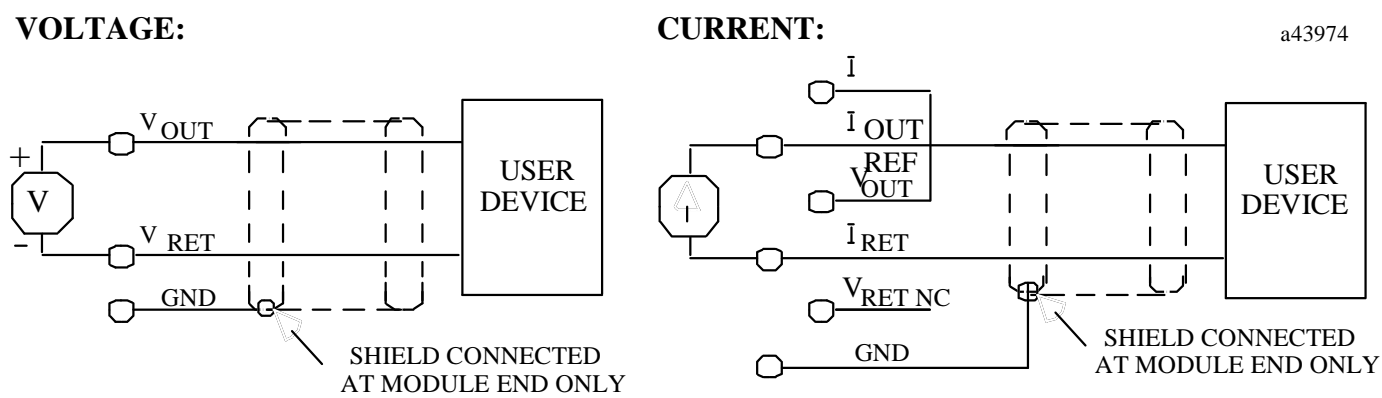 VOLTAGE:
+
V
-
V OUT
V RET
GND
USER
DEVICE
SHIELD CONNECTED
AT MODULE END ONLY
CURRENT:
a43974
I
I OUT
REF
V OUT
I RET
V RET NC
GND
USER
DEVICE
SHIELD CONNECTED
AT MODULE END ONLY